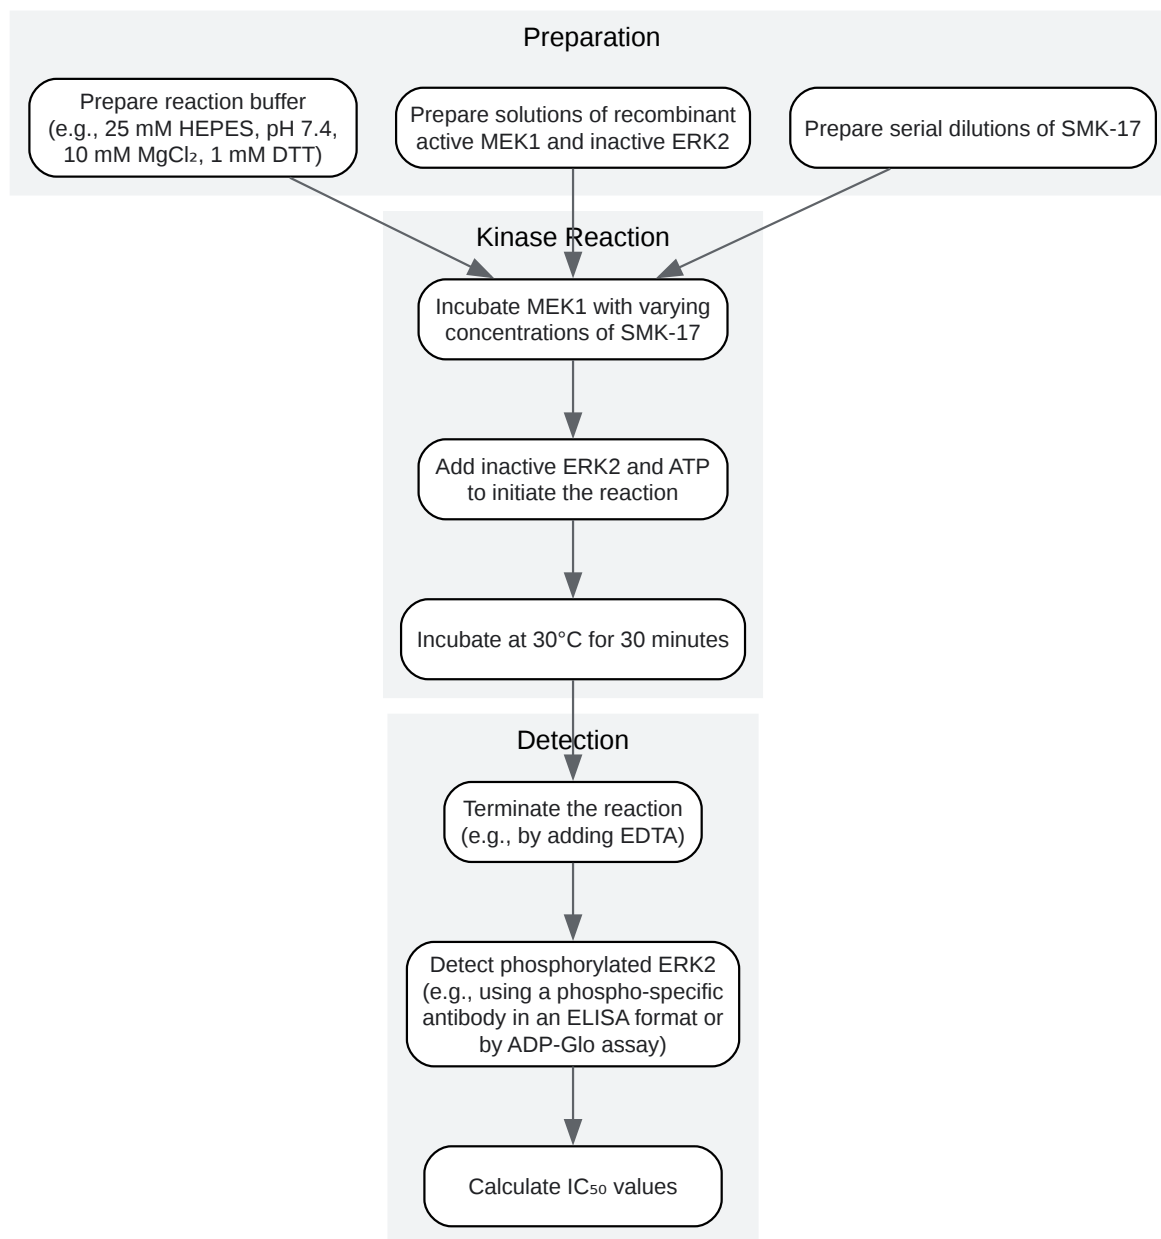 Preparation
Prepare reaction buffer
(e.g., 25 mM HEPES, pH 7.4,
10 mM MgCl₂, 1 mM DTT)
Prepare solutions of recombinant
active MEK1 and inactive ERK2
Prepare serial dilutions of SMK-17
Kinase Reaction
Incubate MEK1 with varying
concentrations of SMK-17
Add inactive ERK2 and ATP
to initiate the reaction
Incubate at 30°C for 30 minutes
Detection
Terminate the reaction
(e.g., by adding EDTA)
Detect phosphorylated ERK2
(e.g., using a phospho-specific
antibody in an ELISA format or
by ADP-Glo assay)
Calculate IC₅₀ values